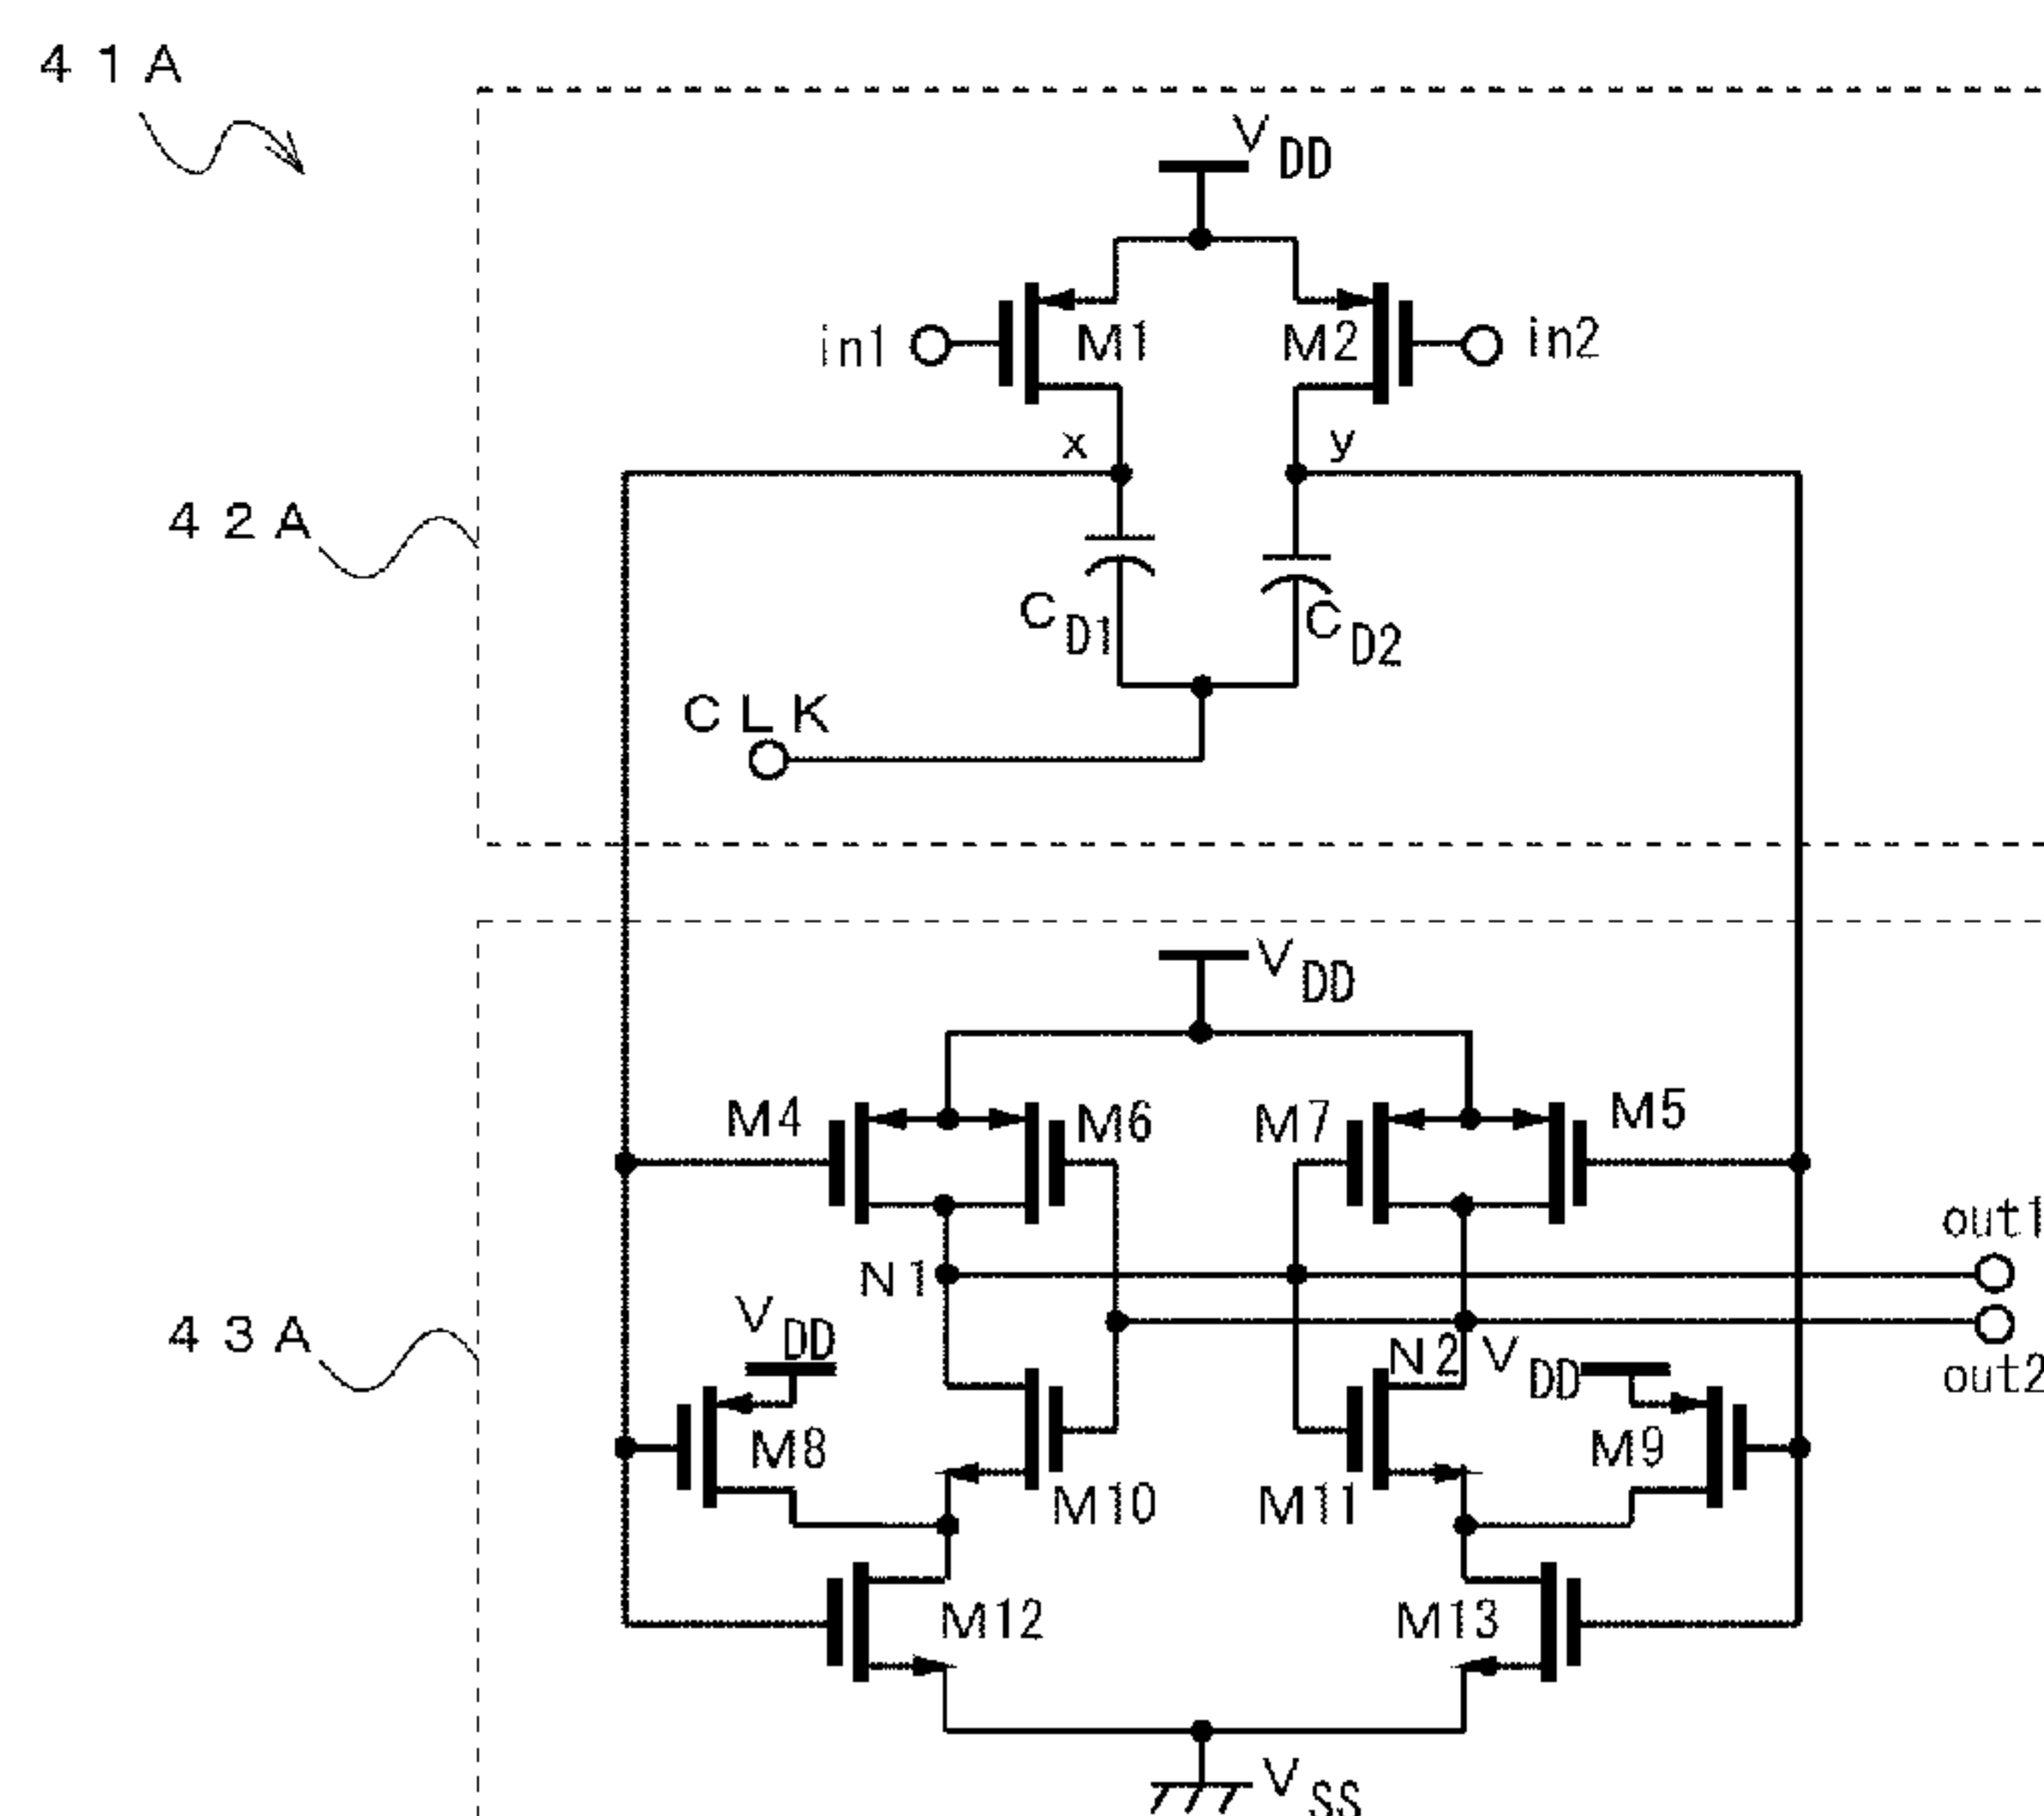 41A
VDD
in1
M1
M2
in2
x
y
42A
CD1
CD2
CLK
VDD
M4
M6
M7
M5
out1
N1
VDD
43A
N2
VDD
out2
M8
M9
M10
M11
M12
M13
VSS